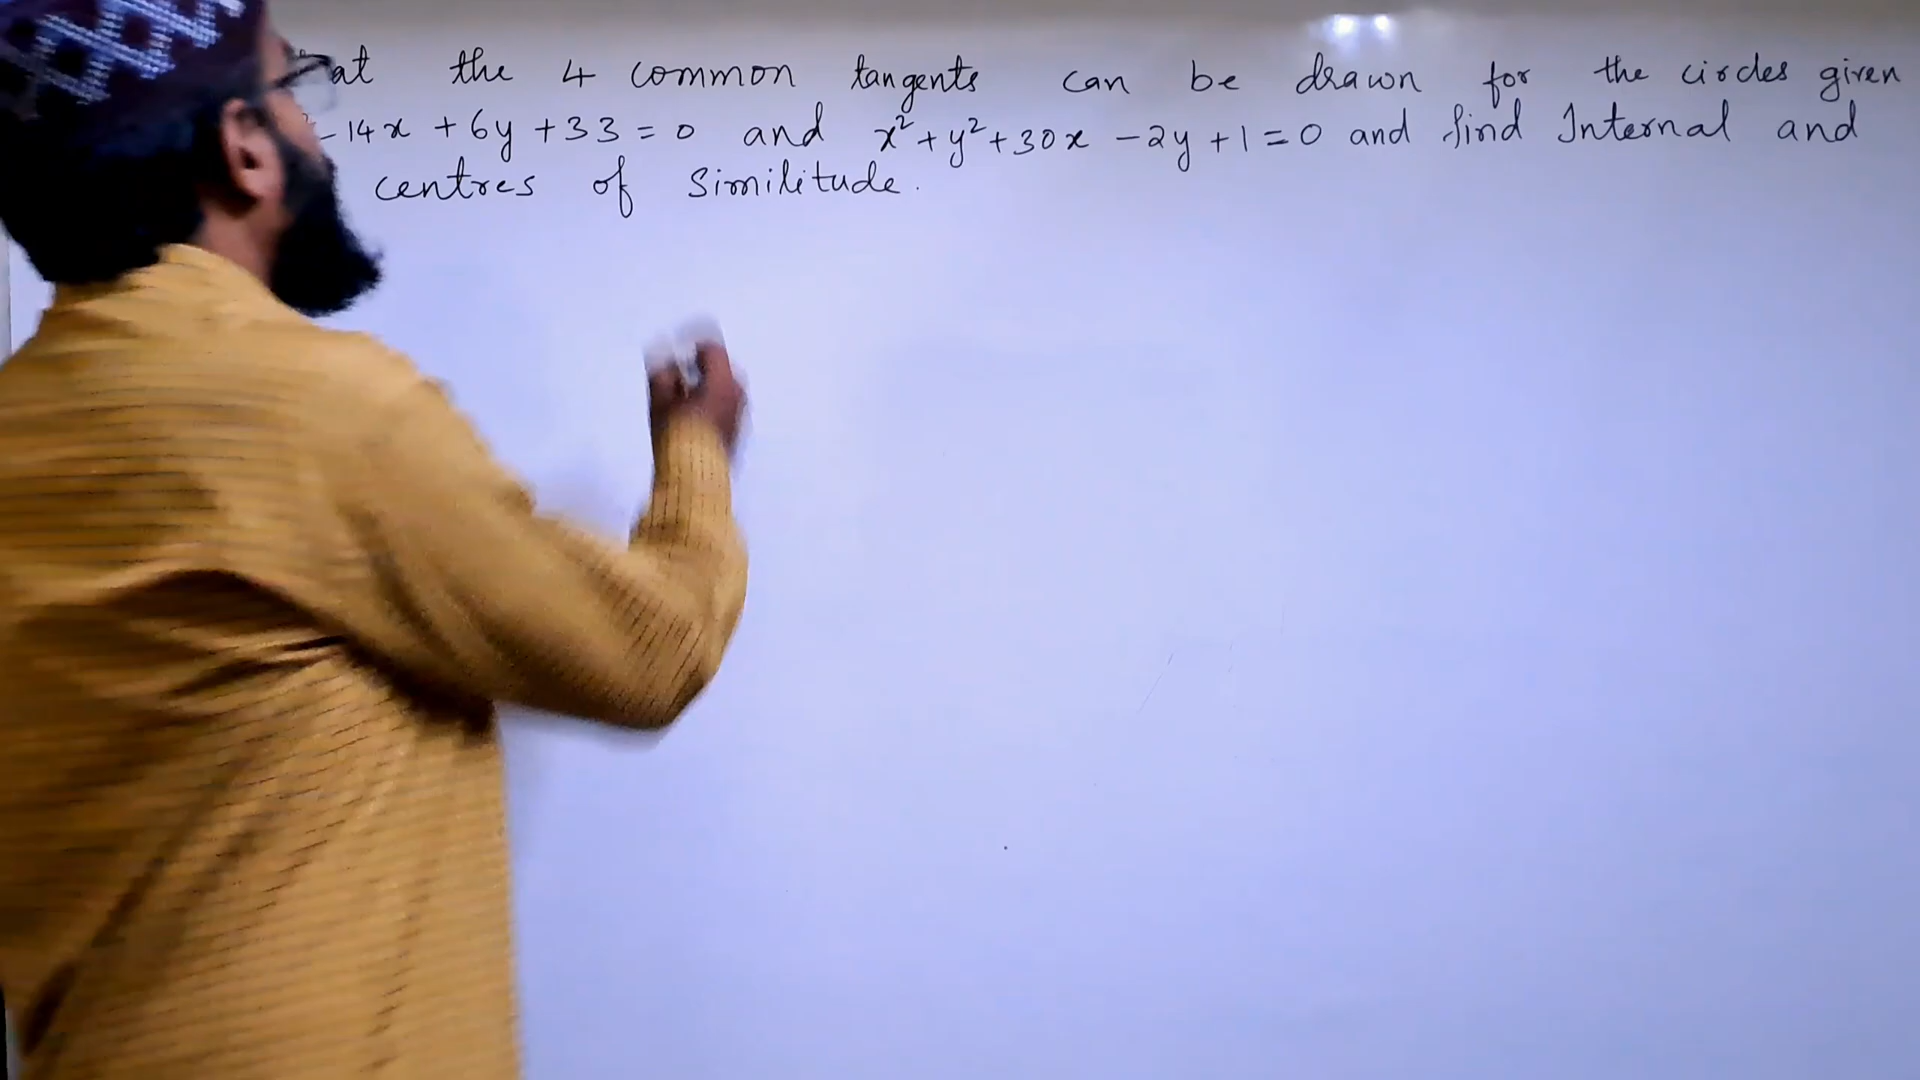 at the 4 common tangents can be drawn for the circles given
- 14x + 6y + 33 = 0 and x² + y² + 30x - 2y + 1 = 0 and find Internal and
centres of Similitude.